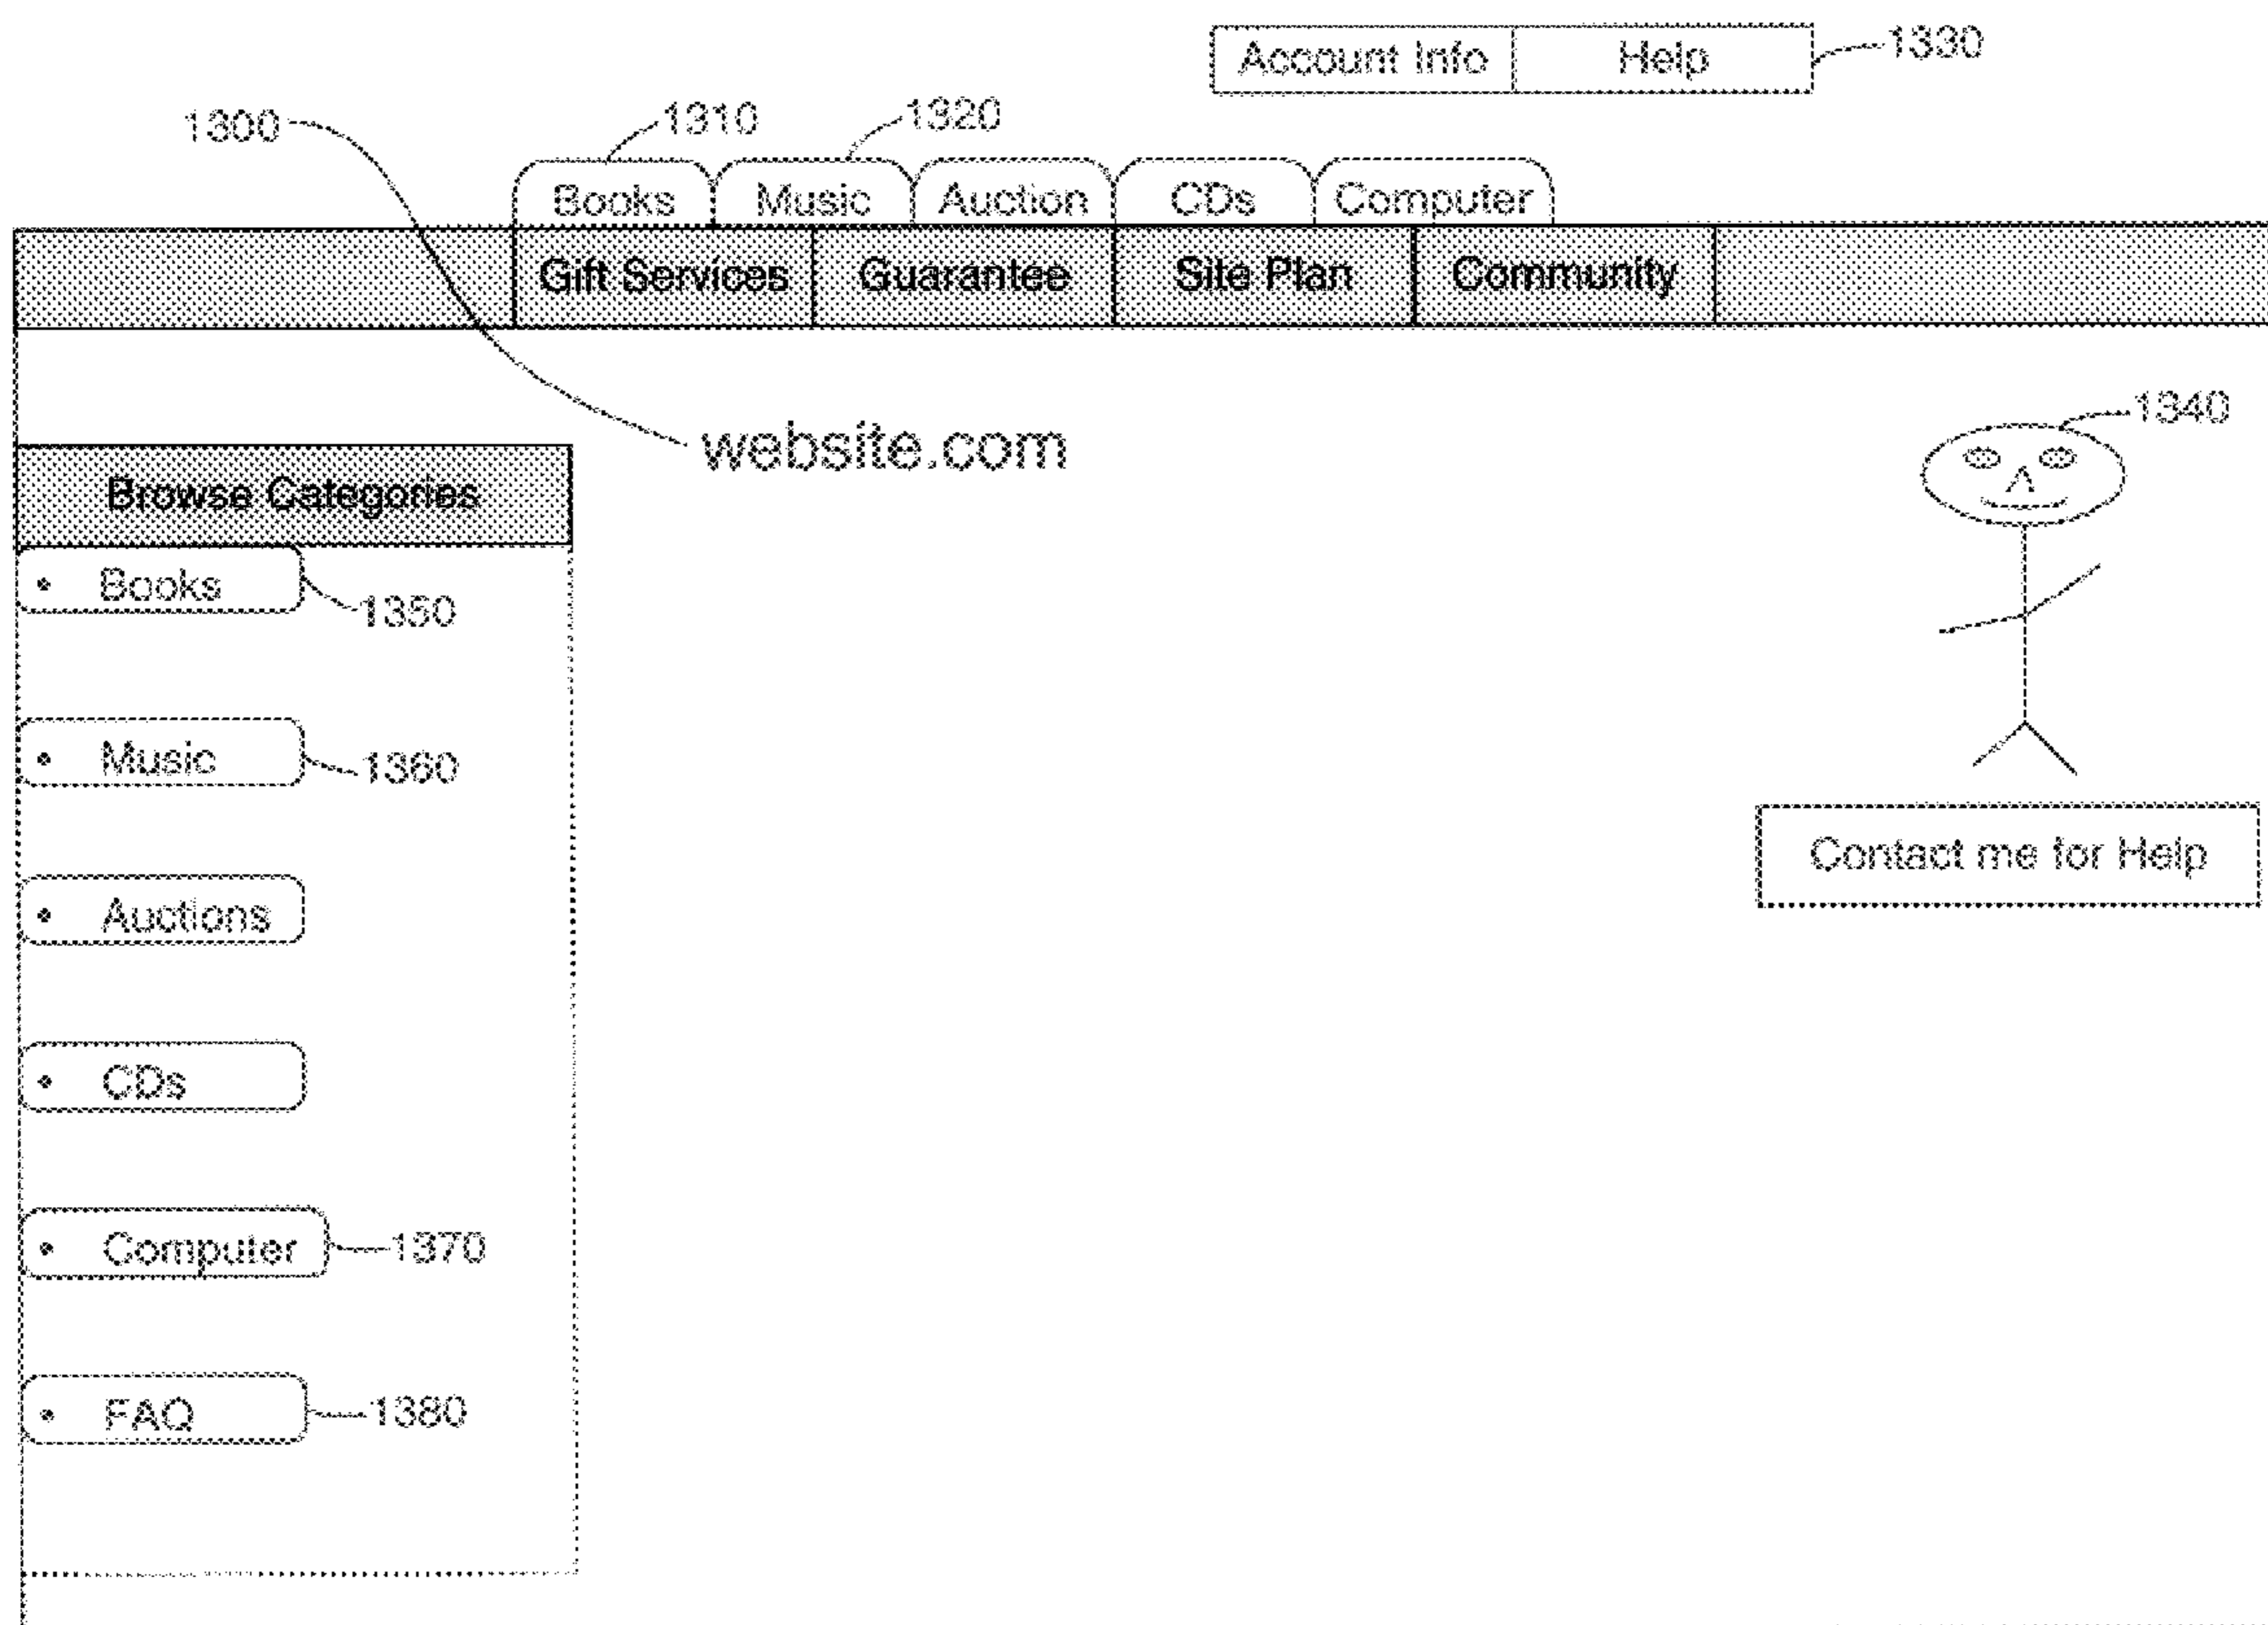 Account Info Help 1330
1300 1310 1320
Books Music Auction CDs Computer
Gift Services Guarantee Site Plan Community
website.com
1340
Browse Categories
• Books 1350
• Music 1360
Contact me for Help
• Auctions
• CDs
• Computer 1370
• FAQ 1380